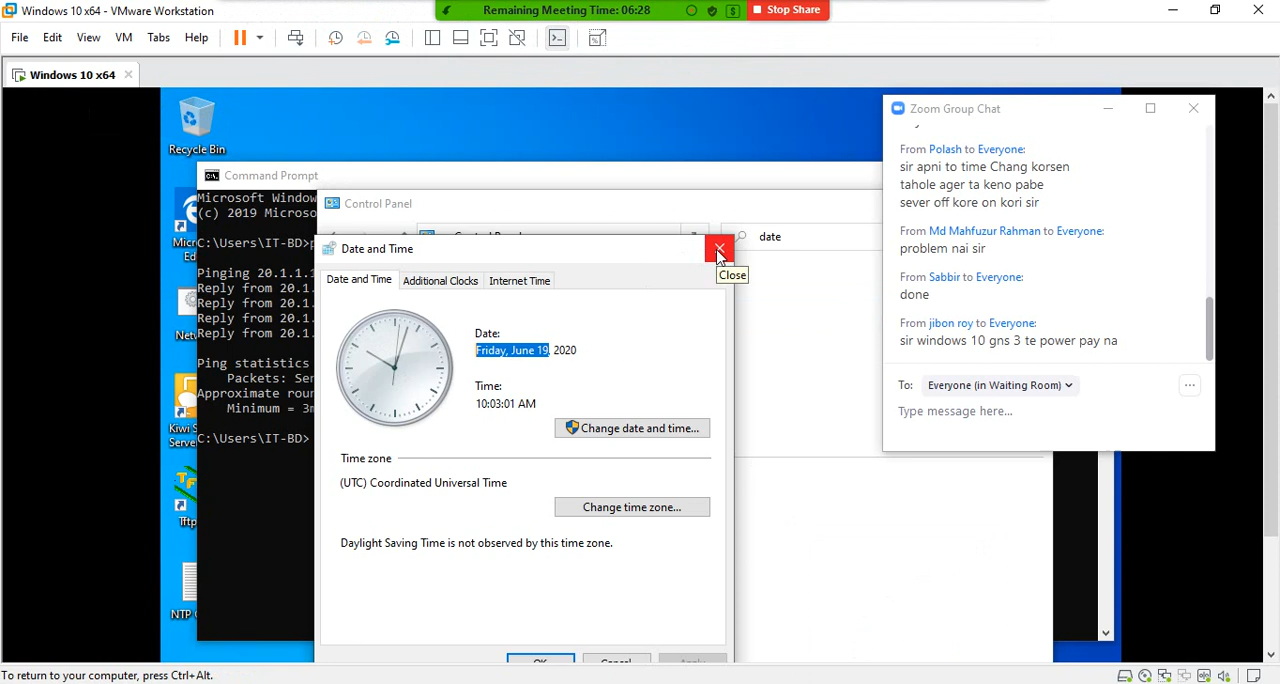 Windows 10 x64 - VMware Workstation
Remaining Meeting Time: 06:28
$
Stop Share
File Edit View VM Tabs Help
Windows 10 x64
Recycle Bin
Command Prompt
Microsoft Window
(c) 2019 Microso
C:\Users\IT-BD>p
Pinging 20.1.1.1
Reply from 20.1.
Reply from 20.1.
Reply from 20.1.
Reply from 20.1.
Ping statistics
Packets: Sen
Approximate roun
Minimum = 3m
C:\Users\IT-BD>
Control Panel
date
Date and Time
Close
Date and Time Additional Clocks Internet Time
Date:
Friday, June 19, 2020
Time:
10:03:01 AM
Change date and time...
Time zone
(UTC) Coordinated Universal Time
Change time zone...
Daylight Saving Time is not observed by this time zone.
OK Cancel Apply
Zoom Group Chat
From Polash to Everyone:
sir apni to time Chang korsen
tahole ager ta keno pabe
sever off kore on kori sir
From Md Mahfuzur Rahman to Everyone:
problem nai sir
From Sabbir to Everyone:
done
From jibon roy to Everyone:
sir windows 10 gns 3 te power pay na
To: Everyone (in Waiting Room)
Type message here...
To return to your computer, press Ctrl+Alt.